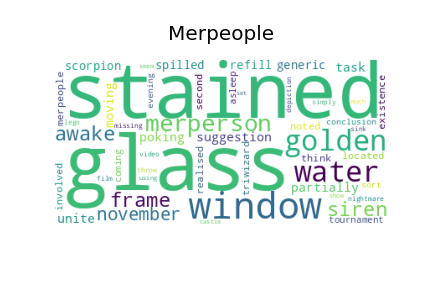 Merpeople
scorpion spilled refill generic task
stained
merpeople moving evening second asleep set depiction existence
awake merperson noted simply much
missing poking suggestion golden conclusion sink
legs glass think located
involved coming video realised triwizard water
film throw using partially sort
frame window shoe nightmare
unite november siren
castle tournament
seem